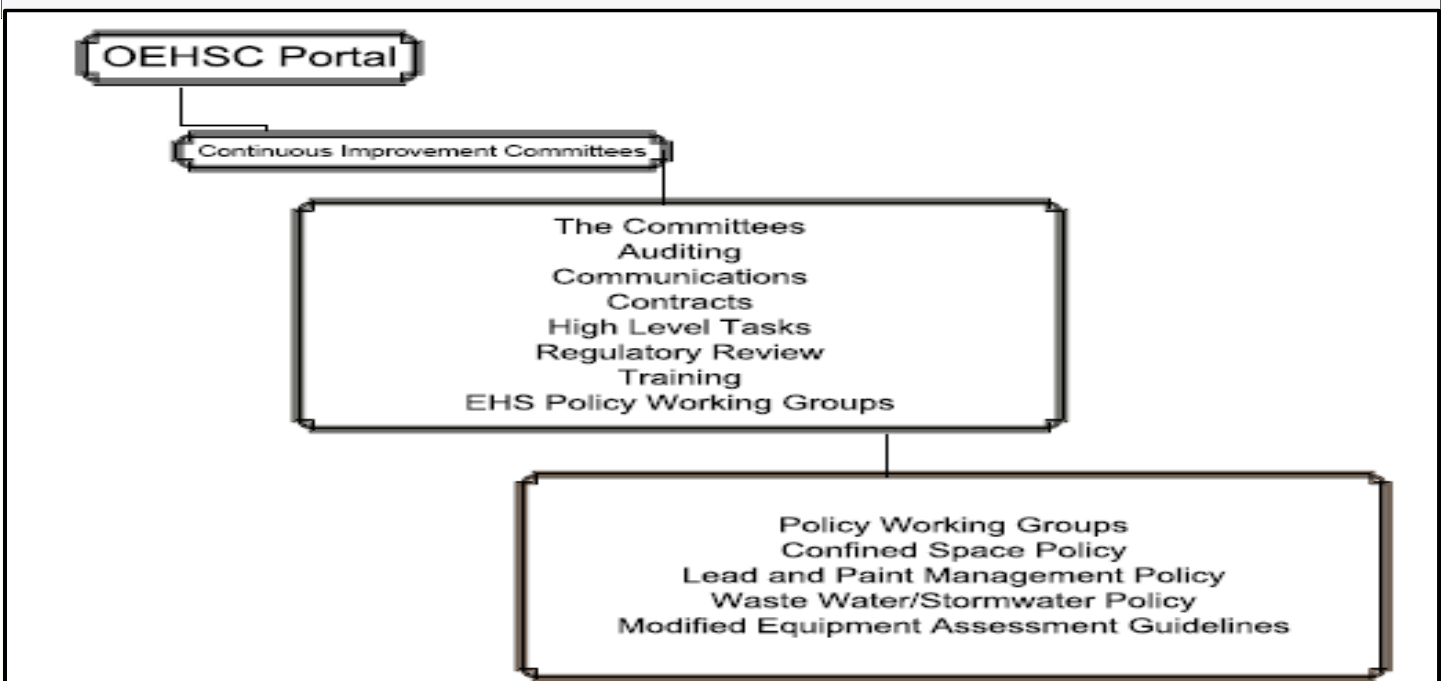 OEHSC Portal
Continuous Improvement Committees
The Committees
Auditing
Communications
Contracts
High Level Tasks
Regulatory Review
Training
EHS Policy Working Groups
Policy Working Groups
Confined Space Policy
Lead and Paint Management Policy
Waste Water/Stormwater Policy
Modified Equipment Assessment Guidelines